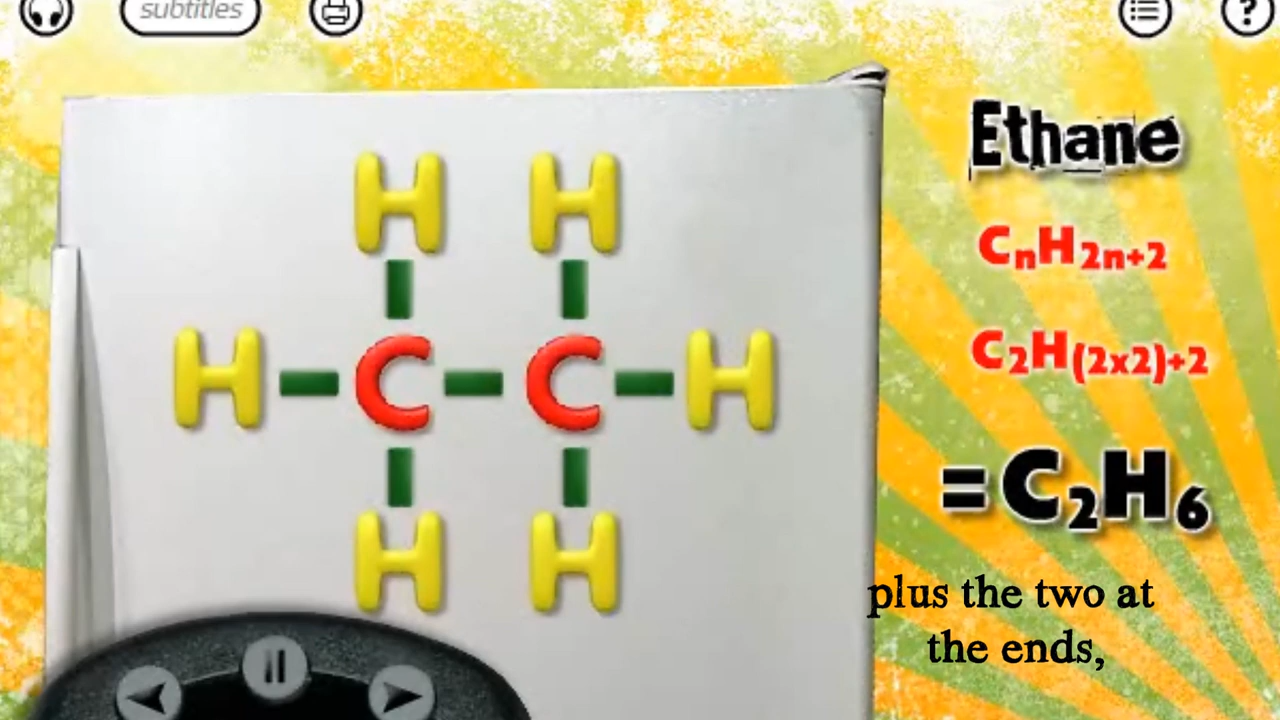 subtitles
?
Ethane
H H
CnH2n+2
H C C H
C2H(2x2)+2
=C2H6
H H
plus the two at
the ends,